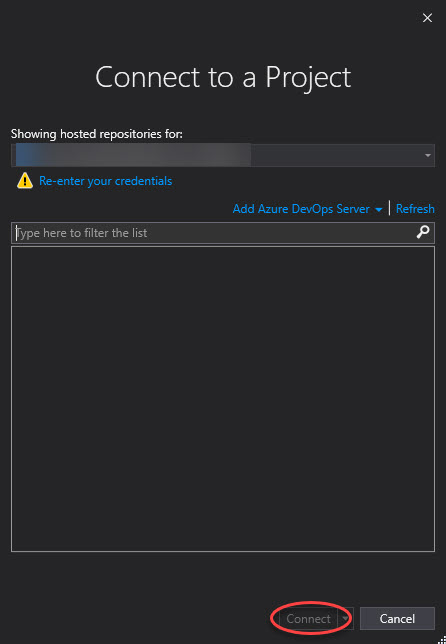 Connect to a Project
Showing hosted repositories for:
Re-enter your credentials
Add Azure DevOps Server | Refresh
Type here to filter the list
Connect Cancel